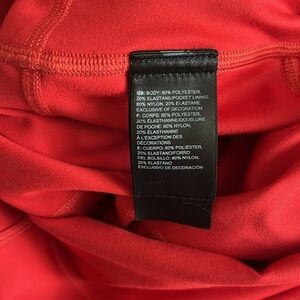 GB: BODY: 80% POLYESTER,
20% ELASTANE/POCKET LINING
80% NYLON, 20% ELASTANE
EXCLUSIVE OF DECORATION
F: CORPS: 80% POLYESTER,
20% ÉLASTHANNE/DOUBLURE
DE POCHE: 80% NYLON,
20% ÉLASTHANNE
À L'EXCEPTION DES
DÉCORATIONS
E: CUERPO: 80% POLIÉSTER,
20% ELASTANO/FORRO
DEL BOLSILLO: 80% NYLON,
20% ELASTANO
EXCLUSIVO DE DECORACIÓN